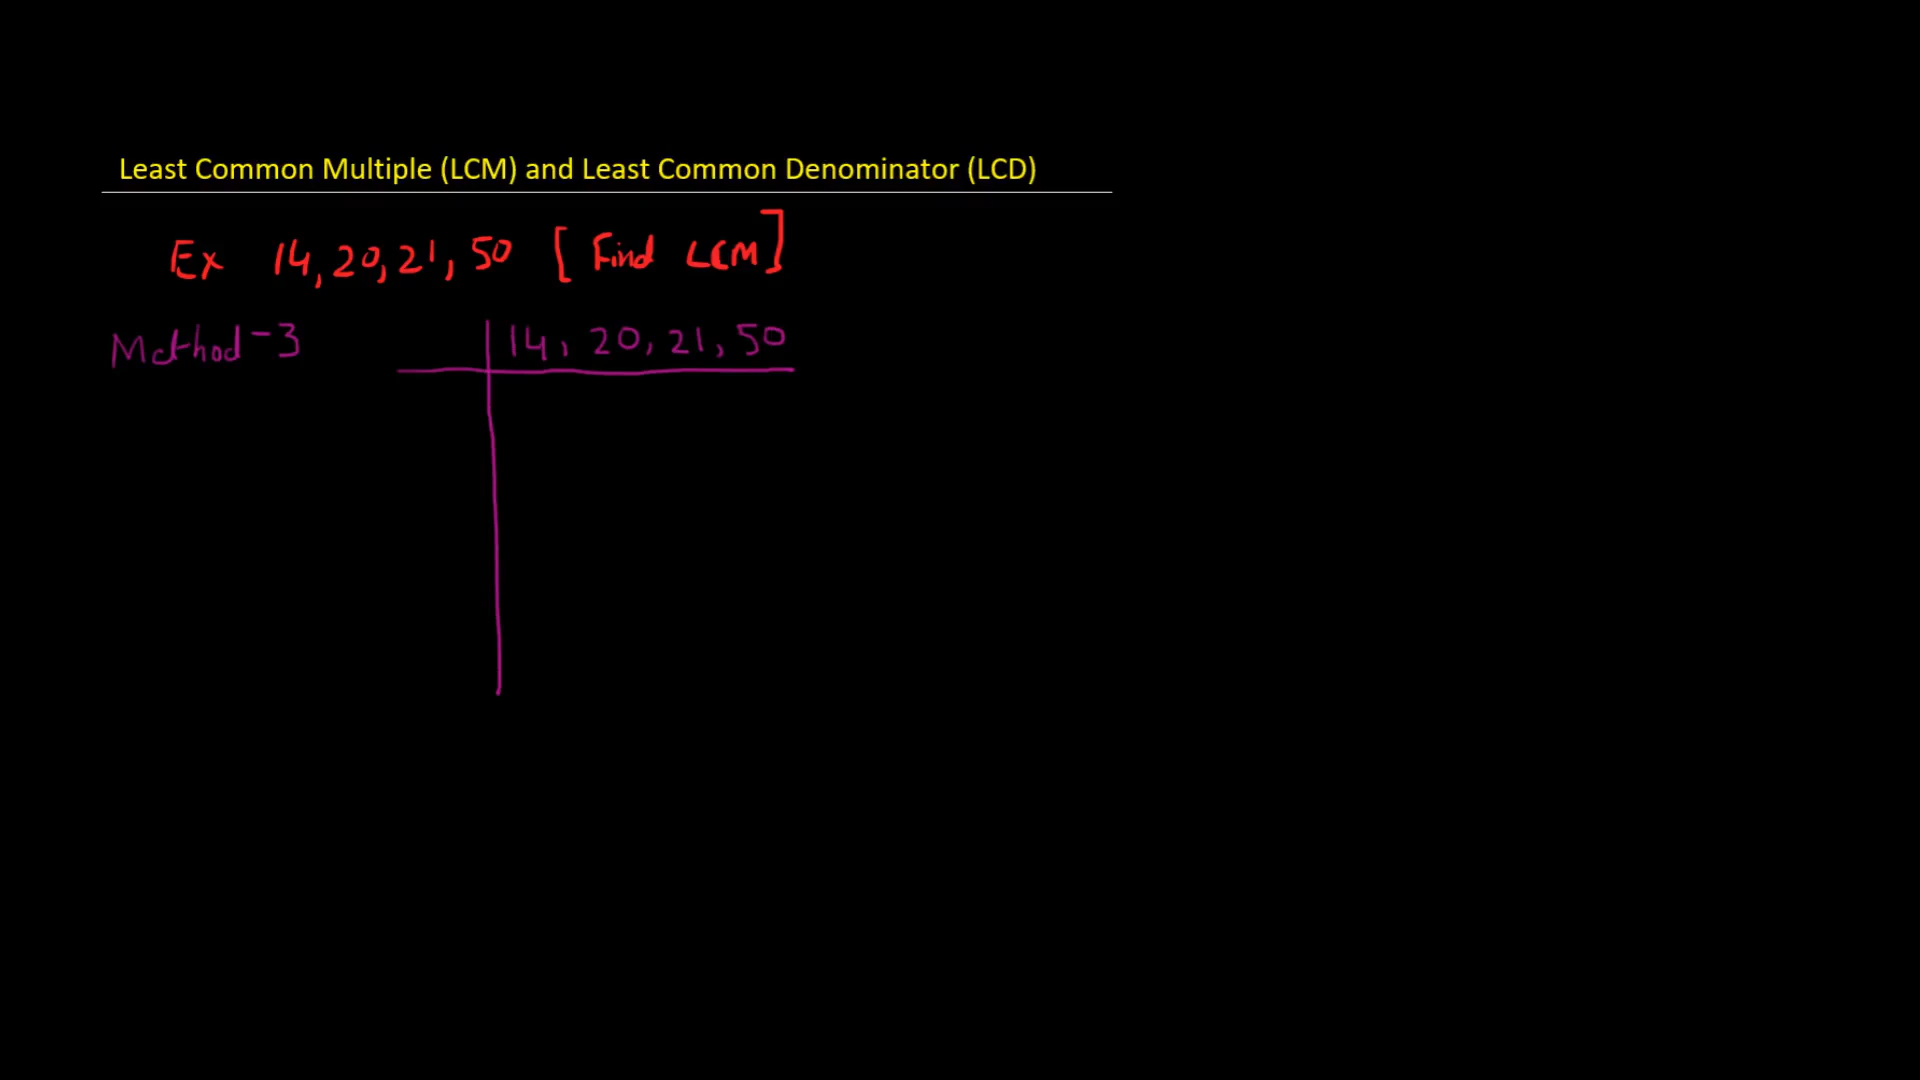 Least Common Multiple (LCM) and Least Common Denominator (LCD)
Ex 14, 20, 21, 50 [Find LCM]
Method-3 14, 20, 21, 50